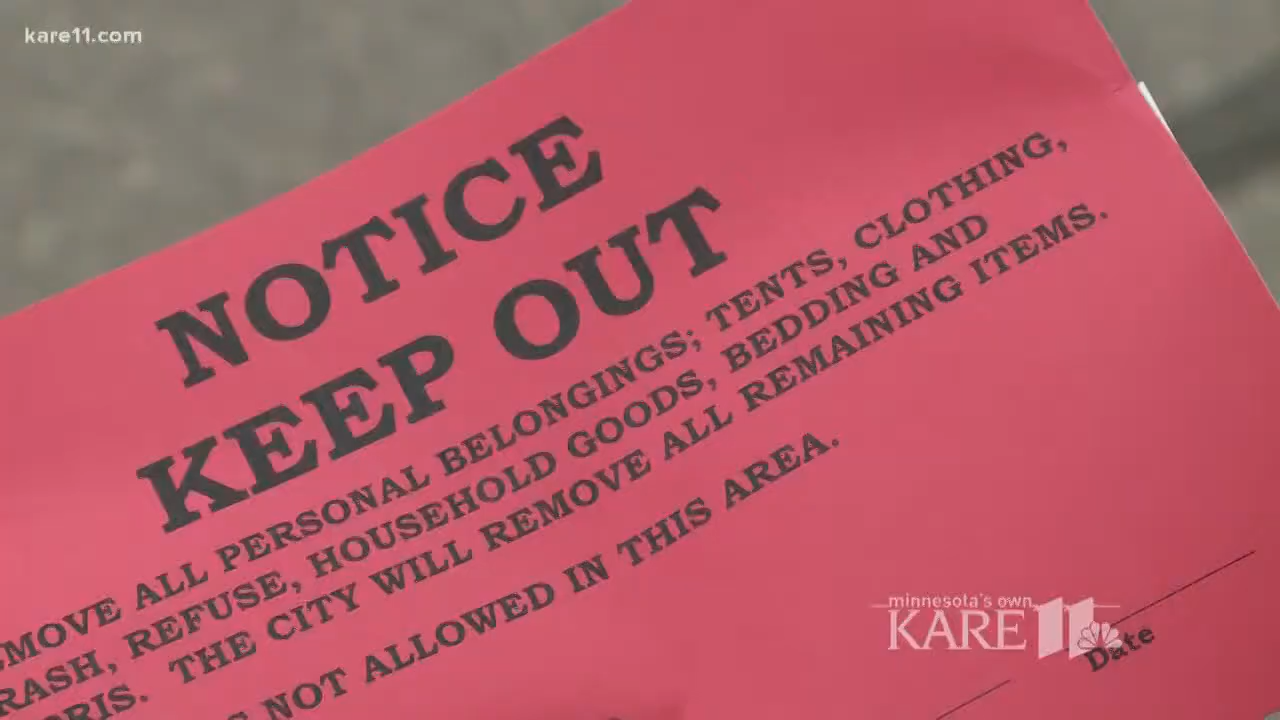 kare11.com
NOTICE
KEEP OUT
EMOVE ALL PERSONAL BELONGINGS; TENTS, CLOTHING,
RASH, REFUSE, HOUSEHOLD GOODS, BEDDING AND
BRIS. THE CITY WILL REMOVE ALL REMAINING ITEMS.
NOT ALLOWED IN THIS AREA.
Date
minnesota's own
KARE 11